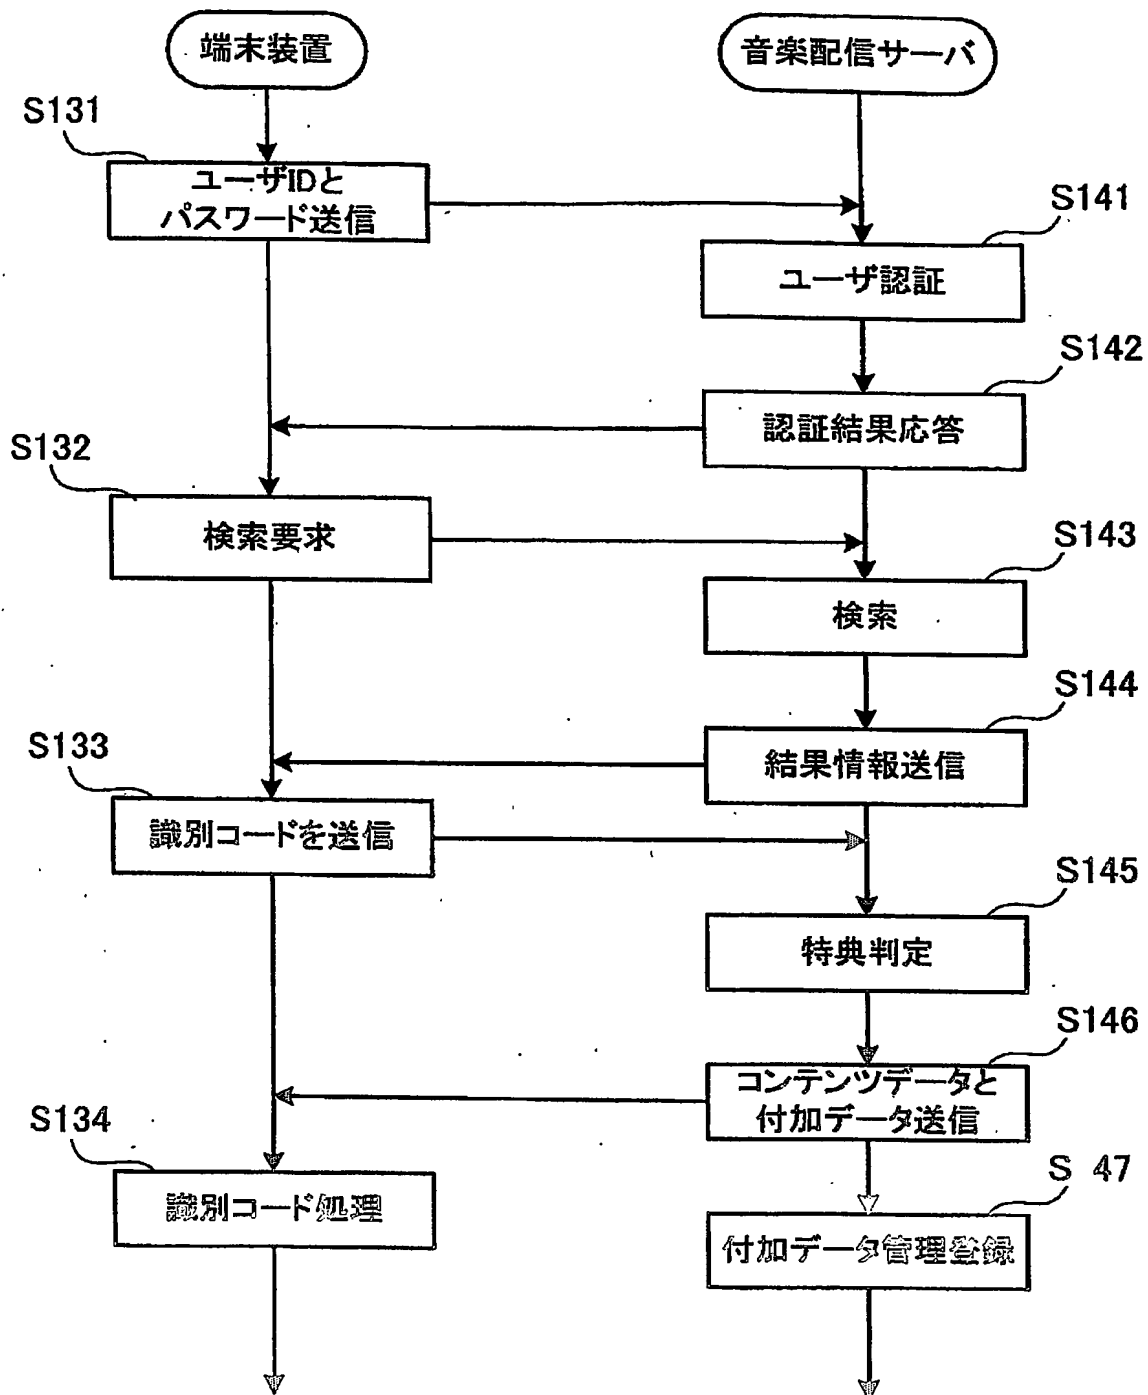 端末装置
音楽配信サーバ
S131
ユーザIDと
パスワード送信
S141
ユーザ認証
S142
認証結果応答
S132
検索要求
S143
検索
S144
結果情報送信
S133
識別コードを送信
S145
特典判定
S146
コンテンツデータと
付加データ送信
S134
識別コード処理
S 47
付加データ管理登録